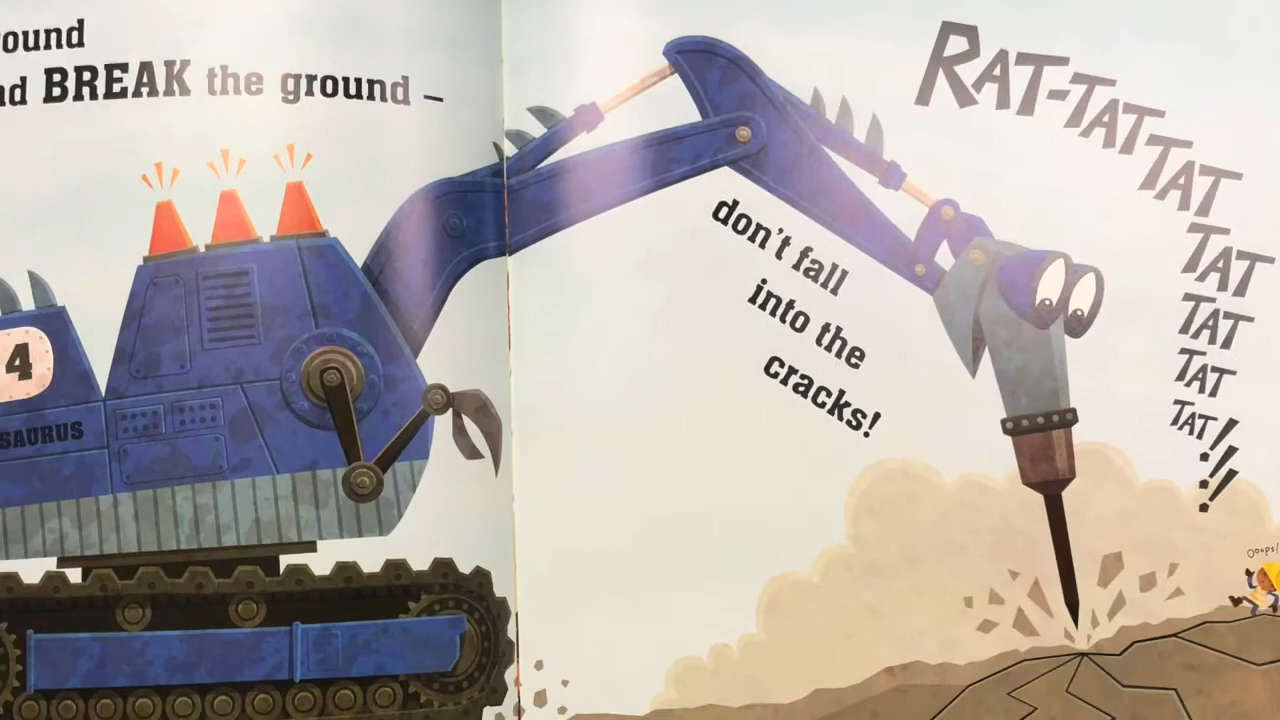 ound
nd BREAK the ground –
4
SAURUS
don't fall
into the
cracks!
RAT-TAT
TAT
TAT
TAT
TAT
TAT!!!
Ooops!